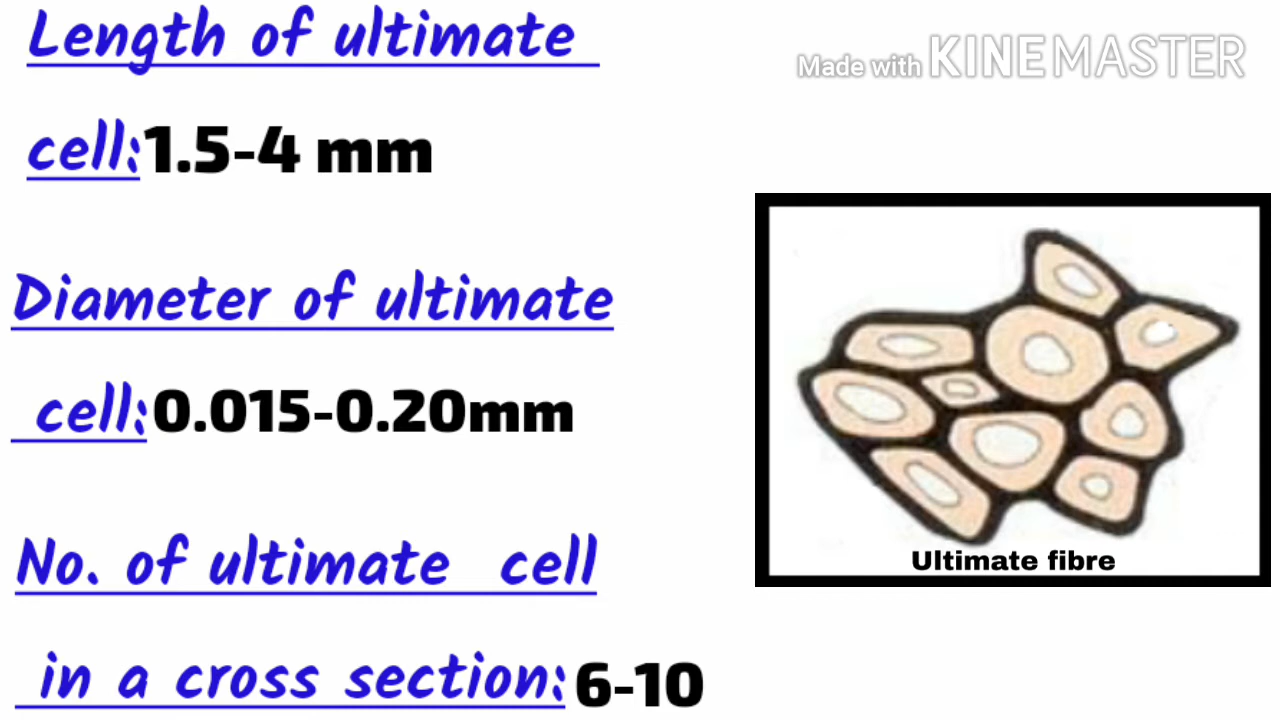 Length of ultimate
cell:1.5-4 mm
Diameter of ultimate
cell:0.015-0.20mm
No. of ultimate cell
in a cross section:6-10
Made with KINEMASTER
Ultimate fibre